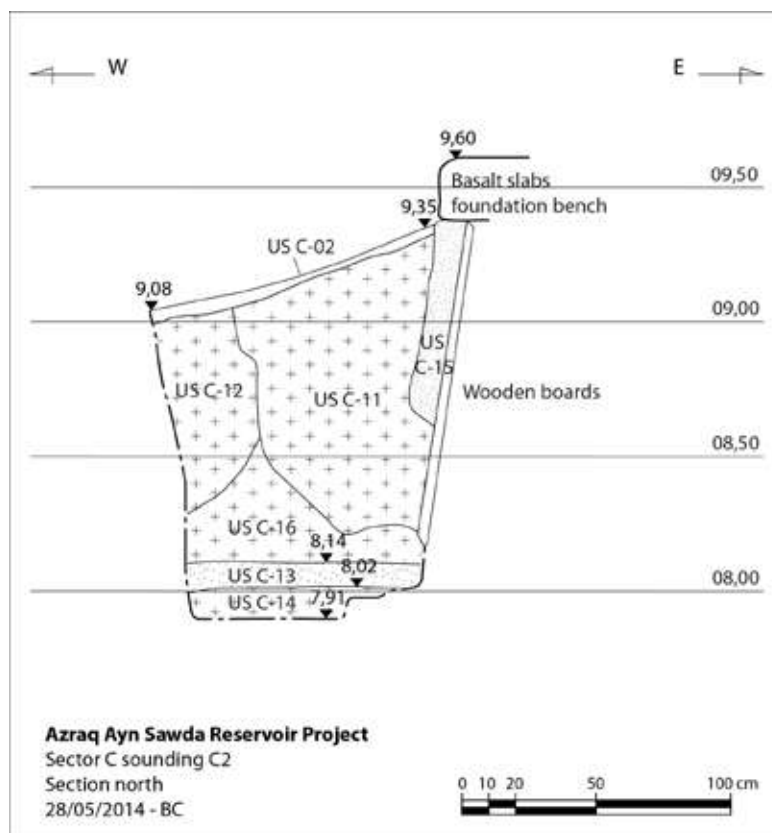 W
E
9,60
Basalt slabs
foundation bench
09,50
9,35
US C-02
9,08
09,00
US
C-15
US C-12
US C-11
Wooden boards
08,50
US C-16
8,14
8,02
US C-13
08,00
US C-14
7,91
Azraq Ayn Sawda Reservoir Project
Sector C sounding C2
Section north
28/05/2014 - BC
0 10 20 50 100 cm